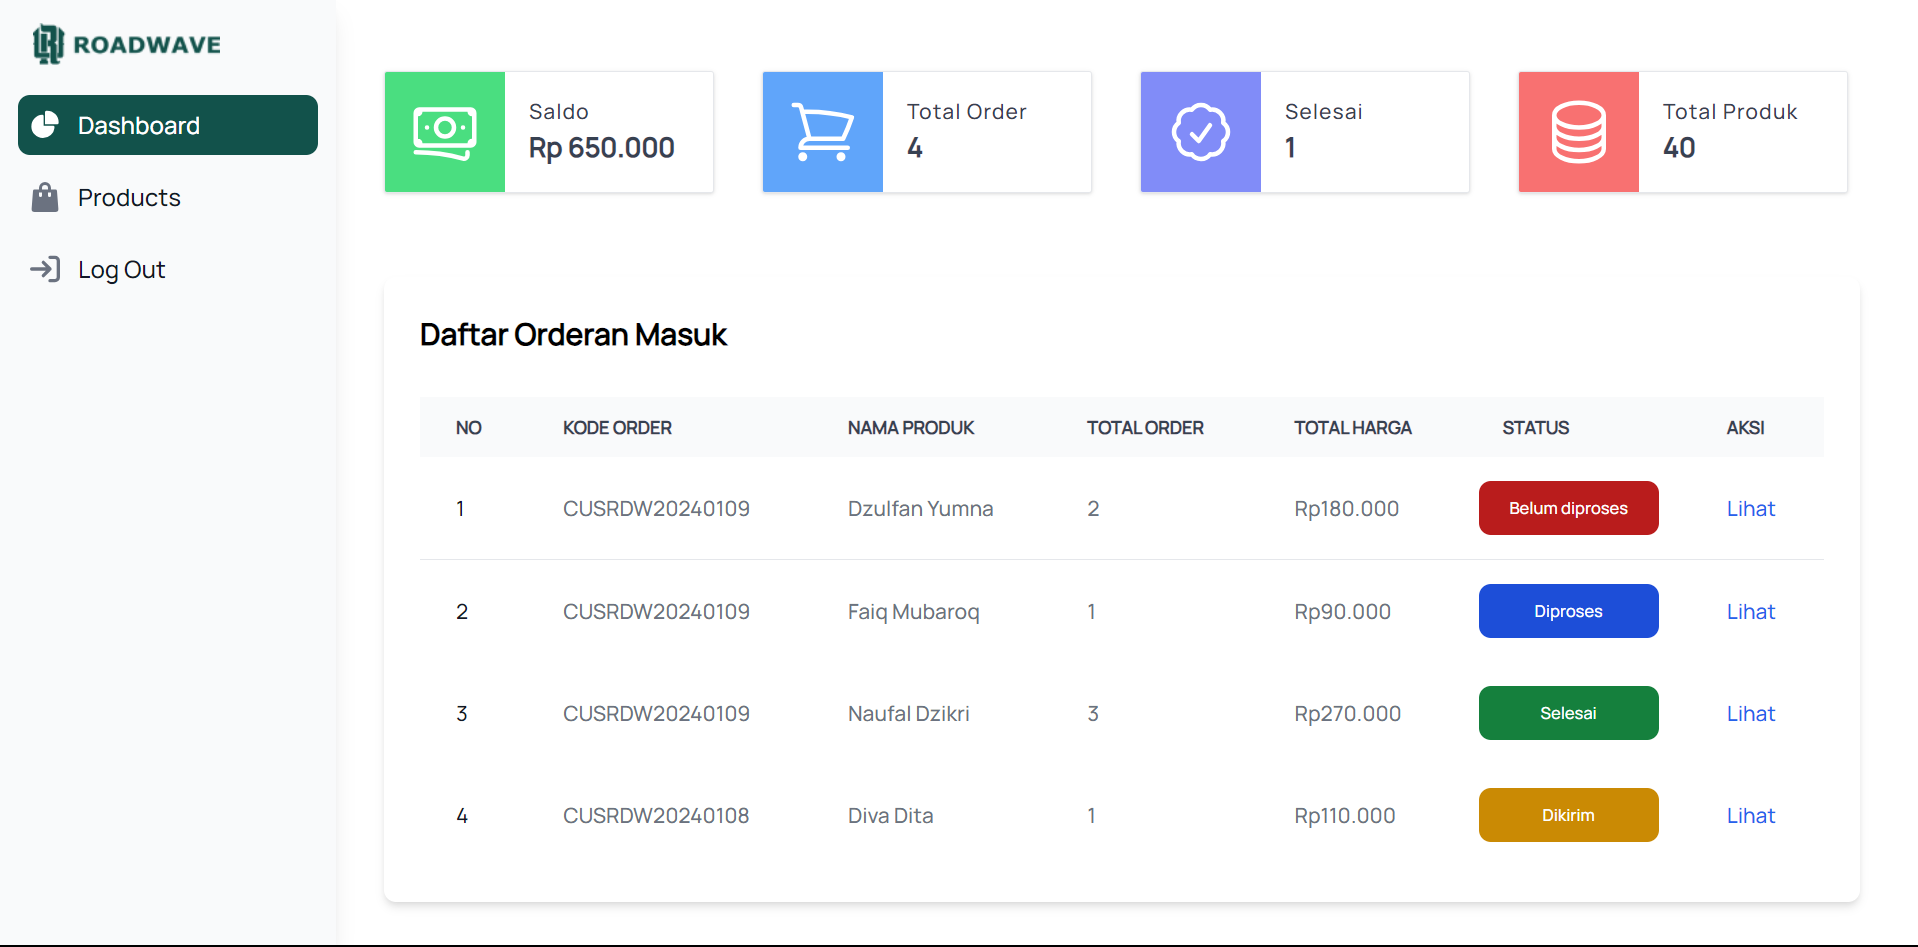 ROADWAVE
Dashboard
Products
Log Out
Saldo
Rp 650.000
Total Order
4
Selesai
1
Total Produk
40
Daftar Orderan Masuk
NO KODE ORDER NAMA PRODUK TOTAL ORDER TOTAL HARGA STATUS AKSI
1 CUSRDW20240109 Dzulfan Yumna 2 Rp180.000 Belum diproses Lihat
2 CUSRDW20240109 Faiq Mubaroq 1 Rp90.000 Diproses Lihat
3 CUSRDW20240109 Naufal Dzikri 3 Rp270.000 Selesai Lihat
4 CUSRDW20240108 Diva Dita 1 Rp110.000 Dikirim Lihat